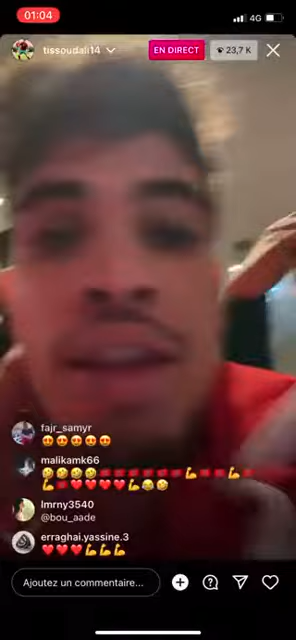 01:04
4G
tissoudali14
EN DIRECT
23,7 K
fajr_samyr
😍😍😍😍😍
malikamk66
lmrny3540
@bou_aade
erraghai.yassine.3
❤️❤️❤️💪💪💪
Ajoutez un commentaire...